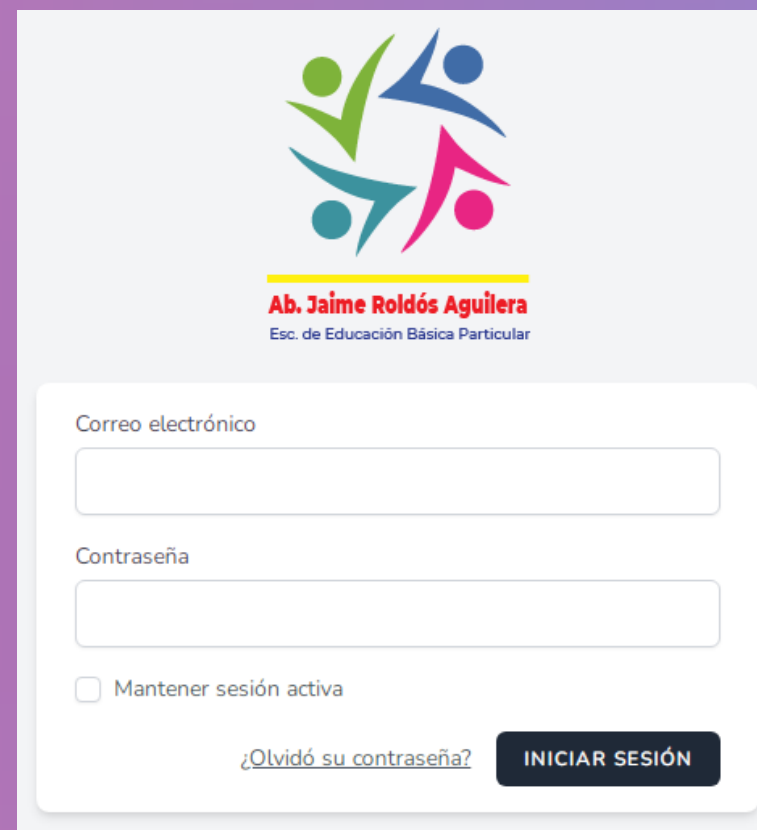 Ab. Jaime Roldós Aguilera
Esc. de Educación Básica Particular
Correo electrónico
Contraseña
Mantener sesión activa
¿Olvidó su contraseña? INICIAR SESIÓN